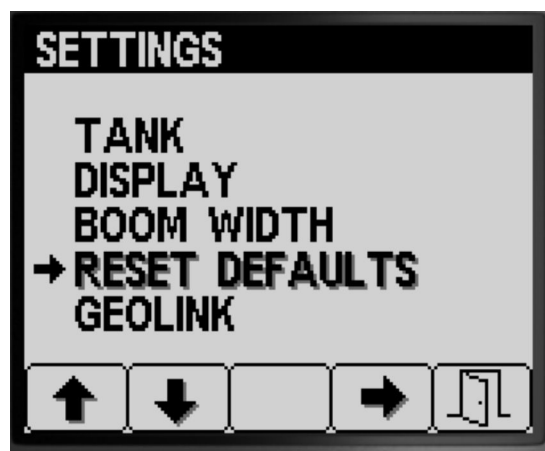 SETTINGS
TANK
DISPLAY
BOOM WIDTH
RESET DEFAULTS
GEOLINK